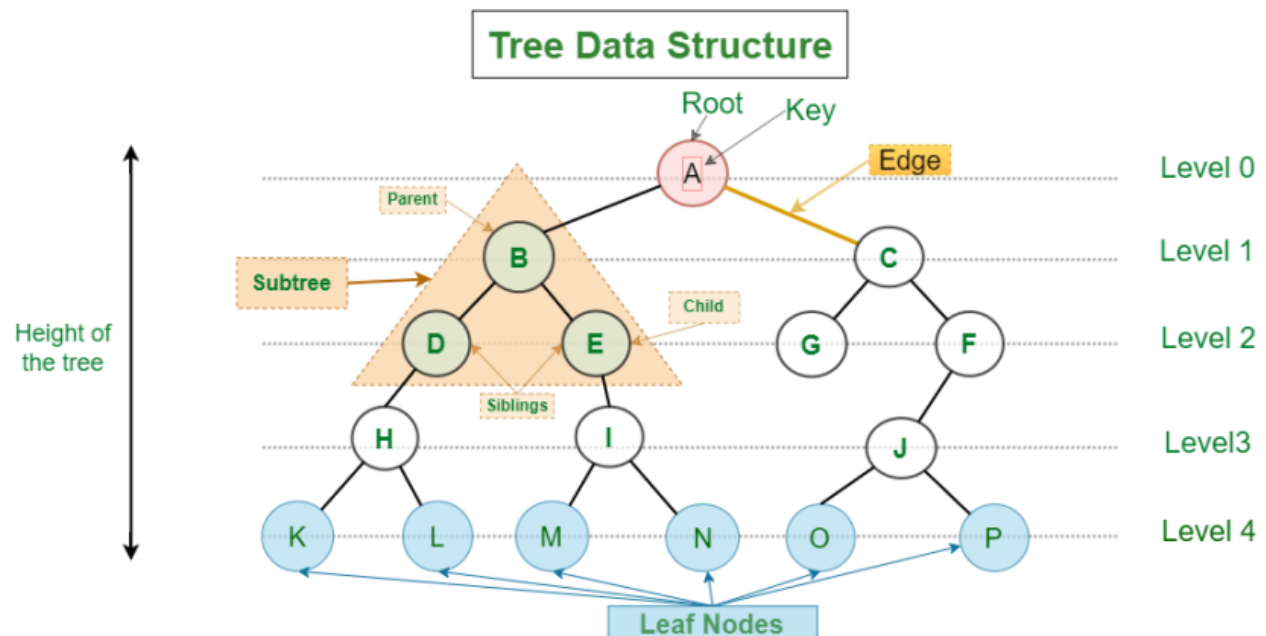 Tree Data Structure
Root
Key
Edge
A
Level 0
Parent
B
C
Level 1
Subtree
Child
Height of
the tree
D
E
G
F
Level 2
Siblings
H
I
J
Level3
K
L
M
N
O
P
Level 4
Leaf Nodes